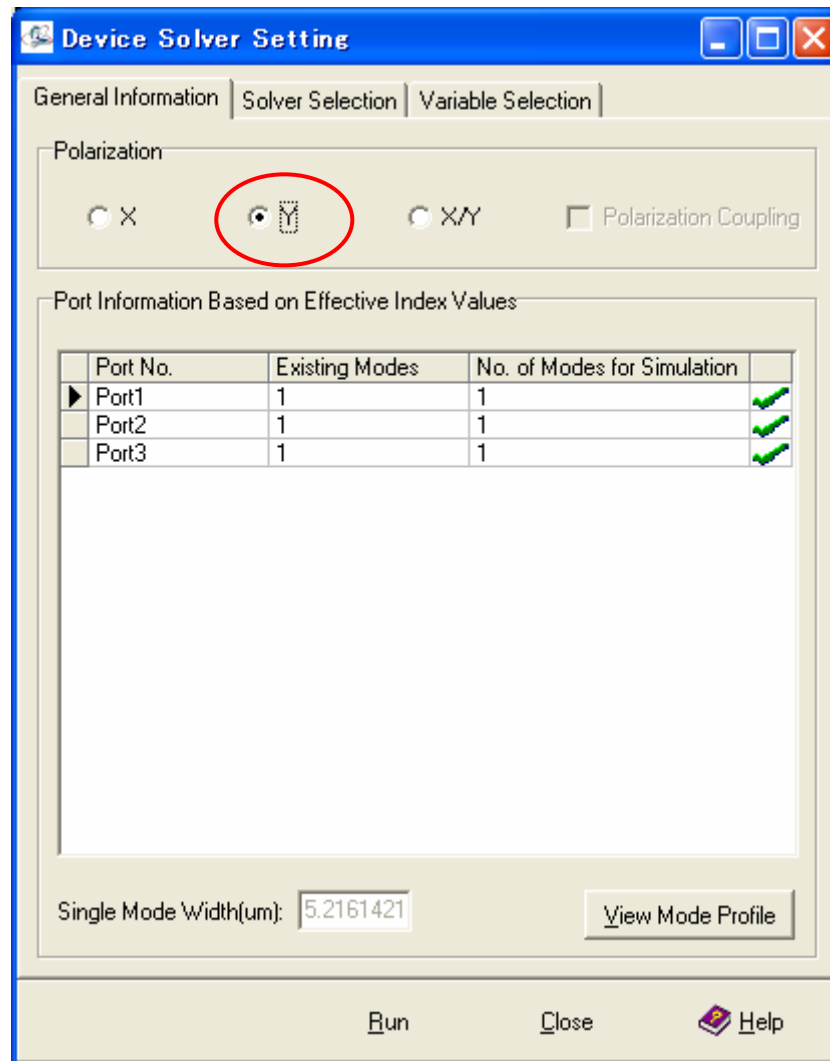 Device Solver Setting
General Information Solver Selection Variable Selection
Polarization
X Y X/Y Polarization Coupling
Port Information Based on Effective Index Values
Port No. Existing Modes No. of Modes for Simulation
Port1 1 1
Port2 1 1
Port3 1 1
Single Mode Width(um): 5.2161421 View Mode Profile
Run Close Help